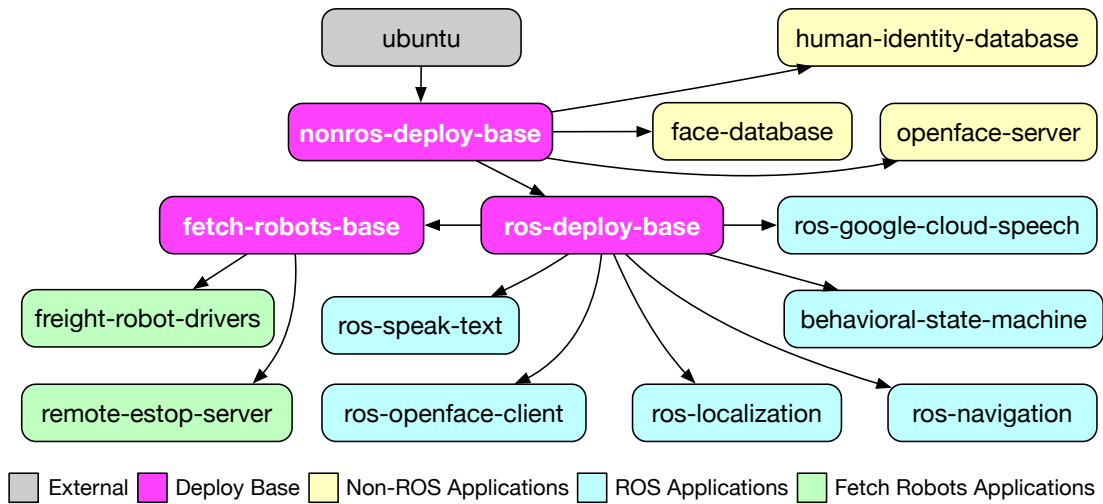 ubuntu
human-identity-database
nonros-deploy-base
face-database
openface-server
fetch-robots-base
ros-deploy-base
ros-google-cloud-speech
freight-robot-drivers
ros-speak-text
behavioral-state-machine
remote-estop-server
ros-openface-client
ros-localization
ros-navigation
External
Deploy Base
Non-ROS Applications
ROS Applications
Fetch Robots Applications